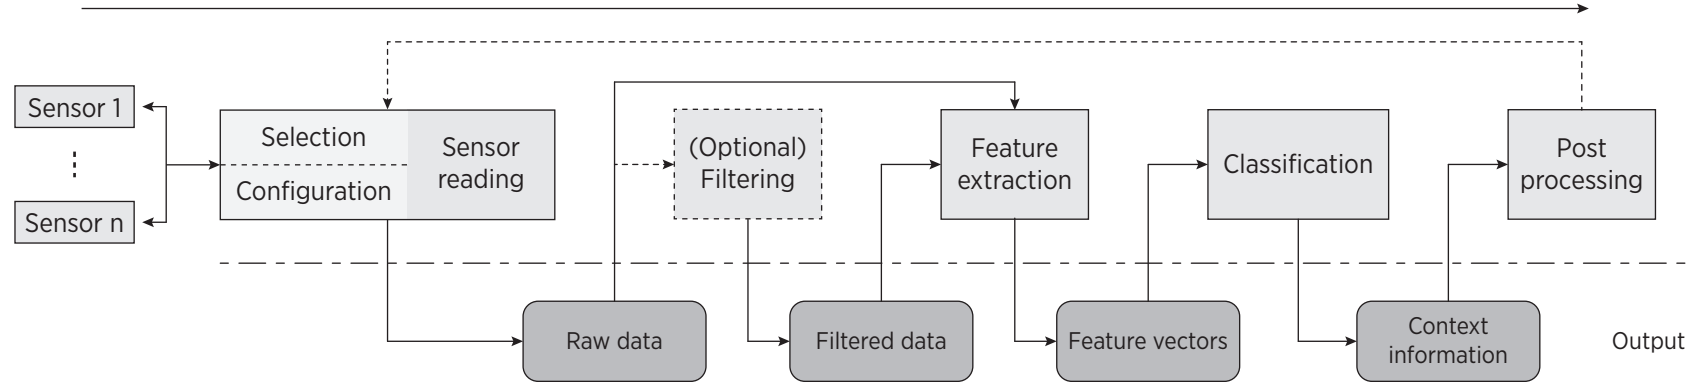 Sensor 1
Sensor n
Selection
Configuration
Sensor
reading
(Optional)
Filtering
Feature
extraction
Classification
Post
processing
Raw data
Filtered data
Feature vectors
Context
information
Output